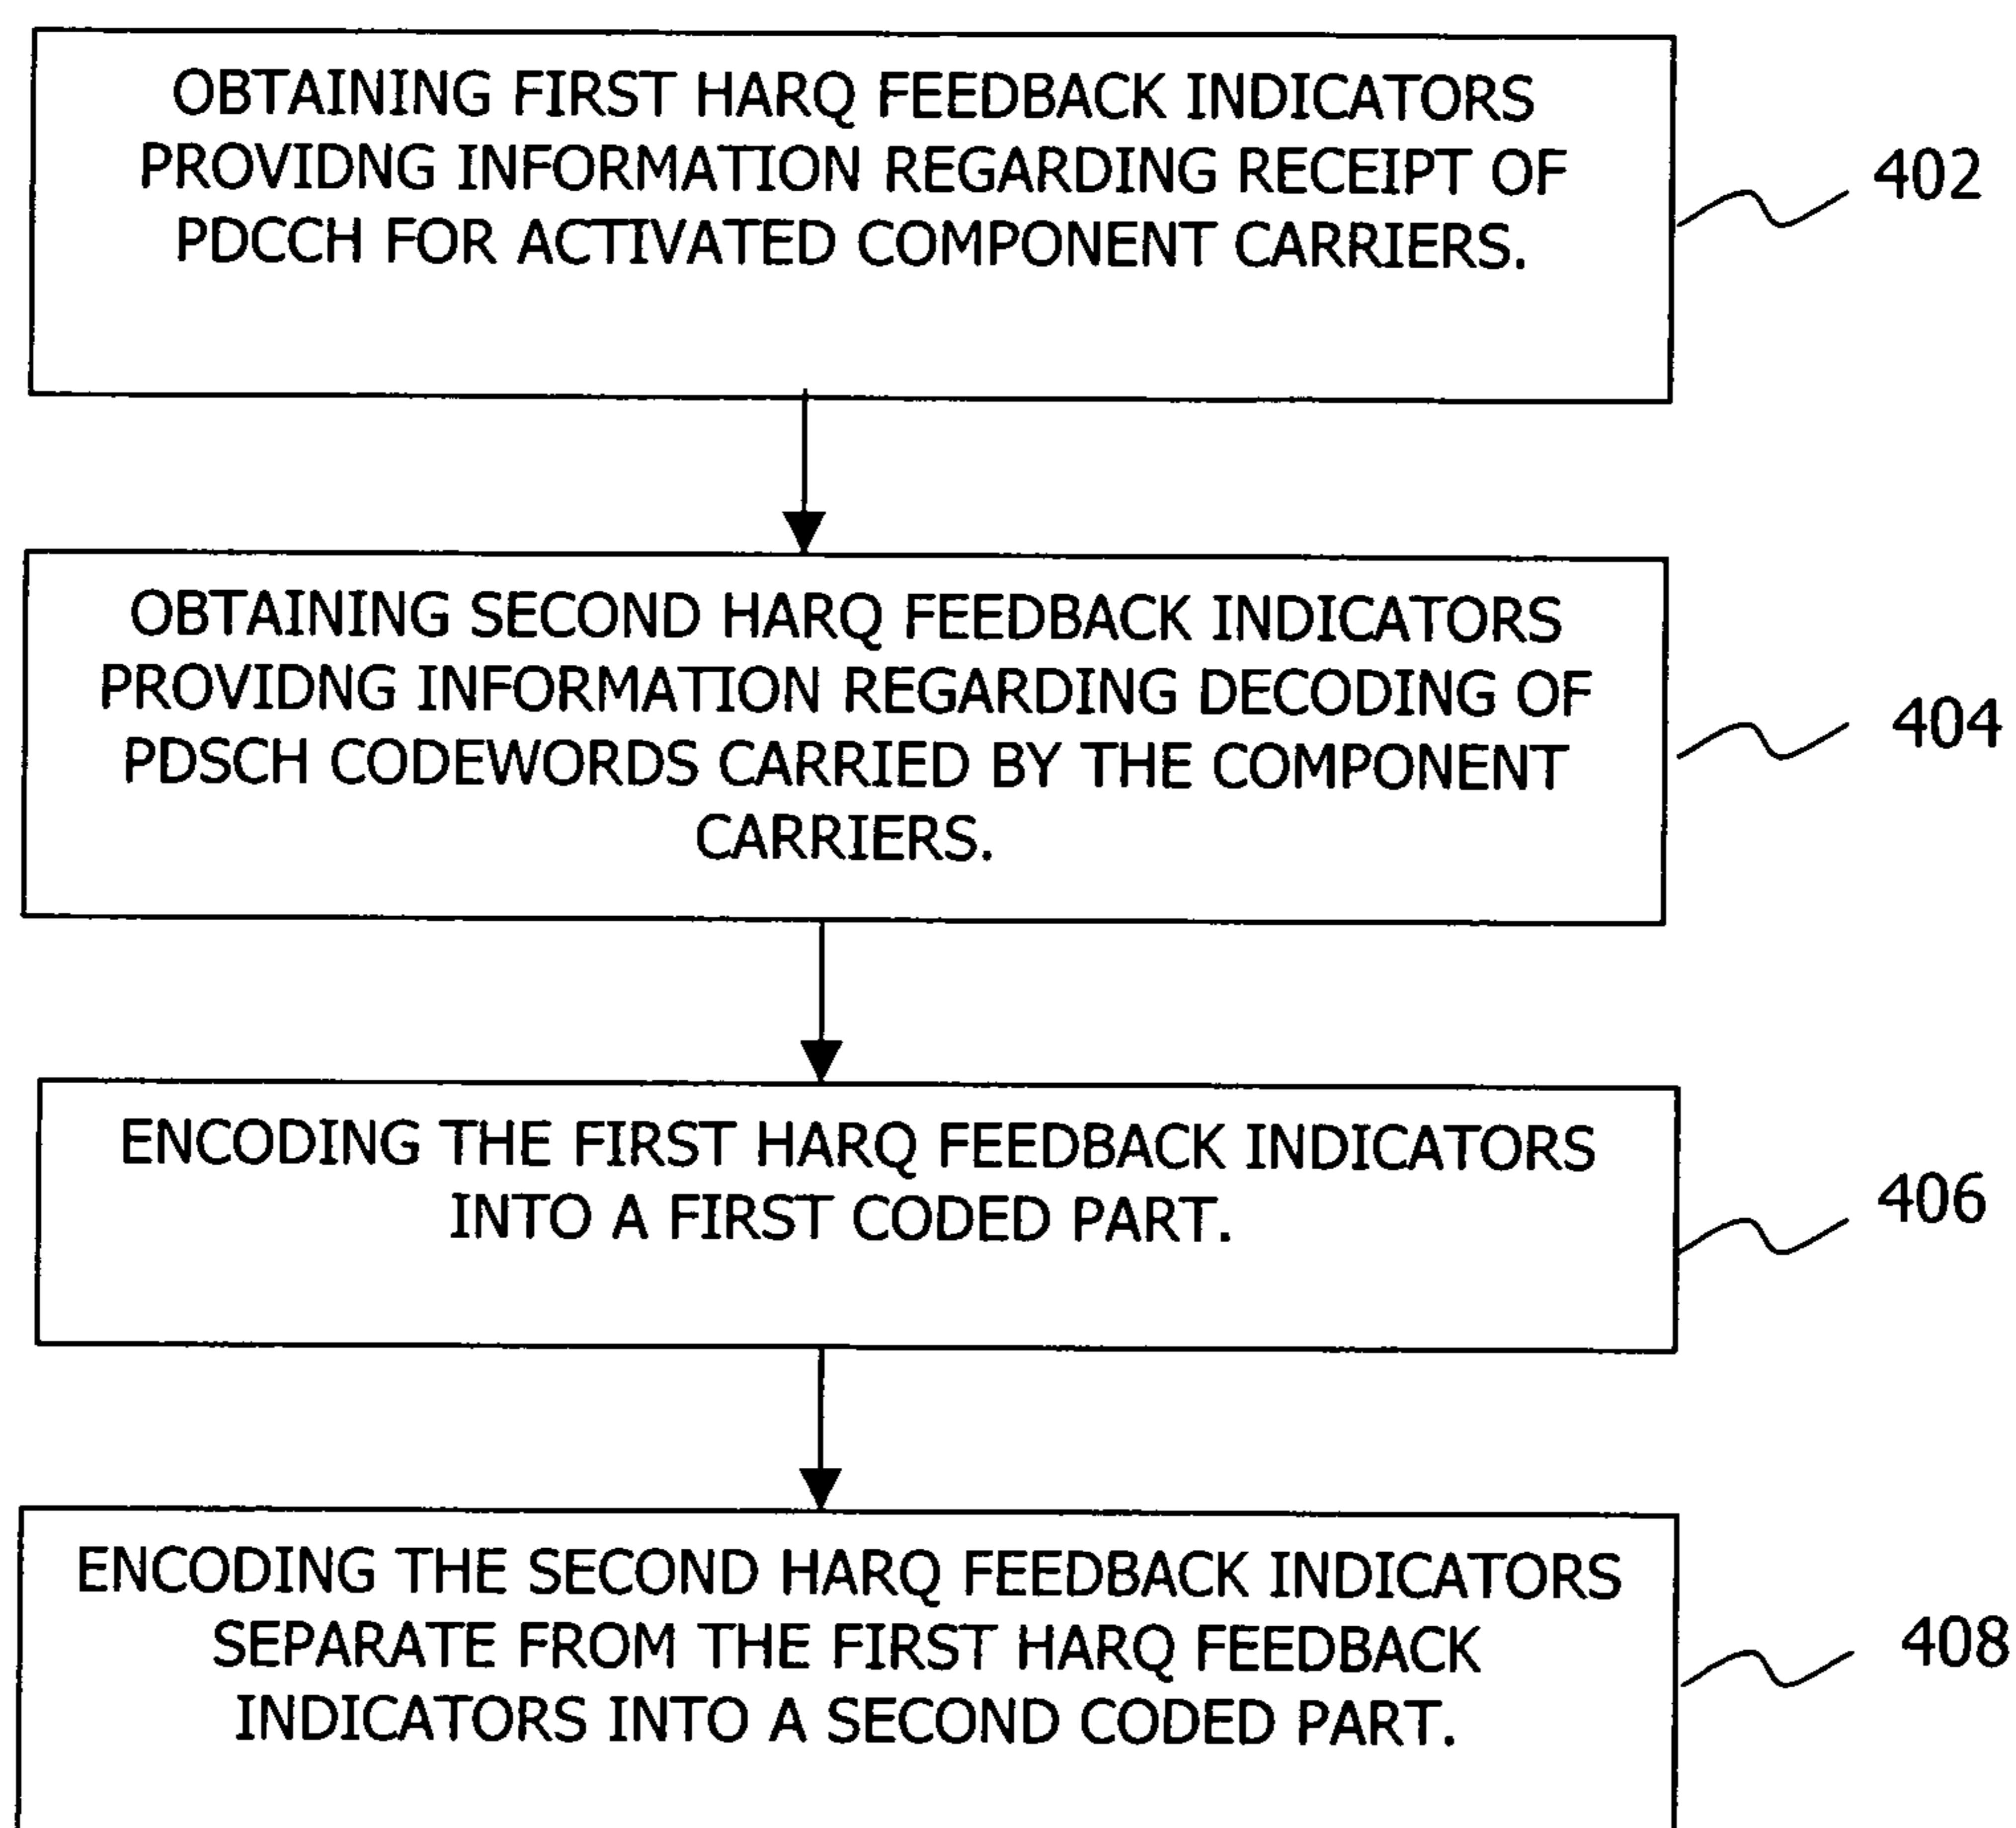 OBTAINING FIRST HARQ FEEDBACK INDICATORS
PROVIDNG INFORMATION REGARDING RECEIPT OF
PDCCH FOR ACTIVATED COMPONENT CARRIERS.
402
OBTAINING SECOND HARQ FEEDBACK INDICATORS
PROVIDNG INFORMATION REGARDING DECODING OF
PDSCH CODEWORDS CARRIED BY THE COMPONENT
CARRIERS.
404
ENCODING THE FIRST HARQ FEEDBACK INDICATORS
INTO A FIRST CODED PART.
406
ENCODING THE SECOND HARQ FEEDBACK INDICATORS
SEPARATE FROM THE FIRST HARQ FEEDBACK
INDICATORS INTO A SECOND CODED PART.
408